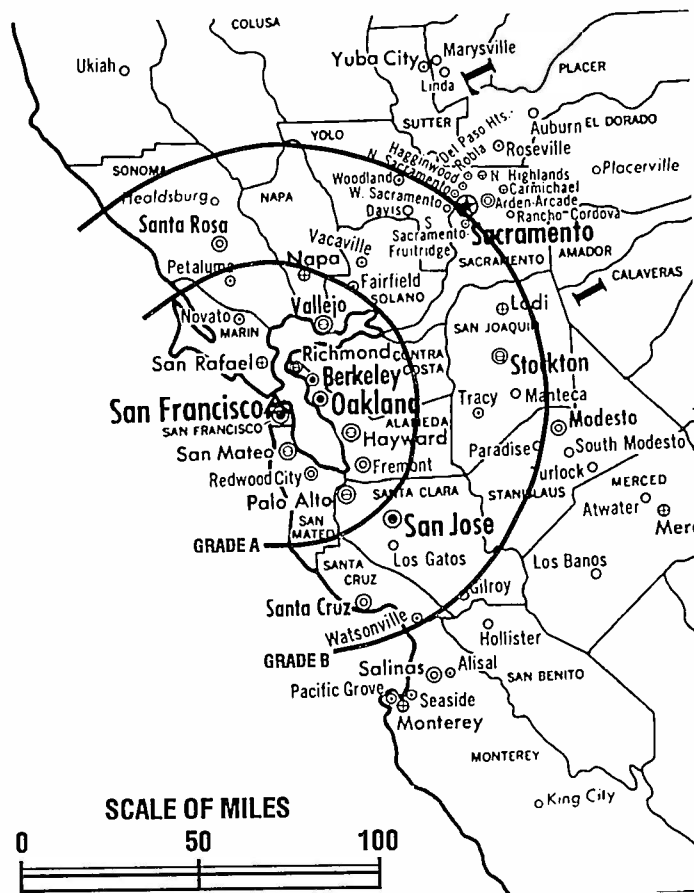 COLUSA
Ukiah
Marysville
Yuba City
Linda
PLACER
SUTTER
YOLO
Auburn
EL DORADO
Del Paso Hts.
Robla
Hagginwood
N. Sacramento
Roseville
SONOMA
NAPA
Woodland
N Highlands
Placerville
Healdsburg
W. Sacramento
Carmichael
Arden-Arcade
Davis
Rancho Cordova
Santa Rosa
S
Sacramento
Fruitridge
Sacramento
Vacaville
Napa
SACRAMENTO
AMADOR
Petaluma
Fairfield
SOLANO
CALAVERAS
Novato
Vallejo
Lodi
MARIN
SAN JOAQUIN
San Rafael
Richmond
CONTRA
COSTA
Stockton
Berkeley
Oakland
Manteca
San Francisco
SAN FRANCISCO
ALAMEDA
Tracy
Modesto
Hayward
San Mateo
Paradise
South Modesto
Redwood City
Fremont
Turlock
Palo Alto
SANTA CLARA
STANISLAUS
MERCED
Atwater
SAN
MATEO
San Jose
Merc
GRADE A
Los Gatos
Los Banos
SANTA
CRUZ
Gilroy
Santa Cruz
Watsonville
Hollister
GRADE B
Salinas
Alisal
SAN BENITO
Pacific Grove
Seaside
Monterey
MONTEREY
King City
SCALE OF MILES
0 50 100